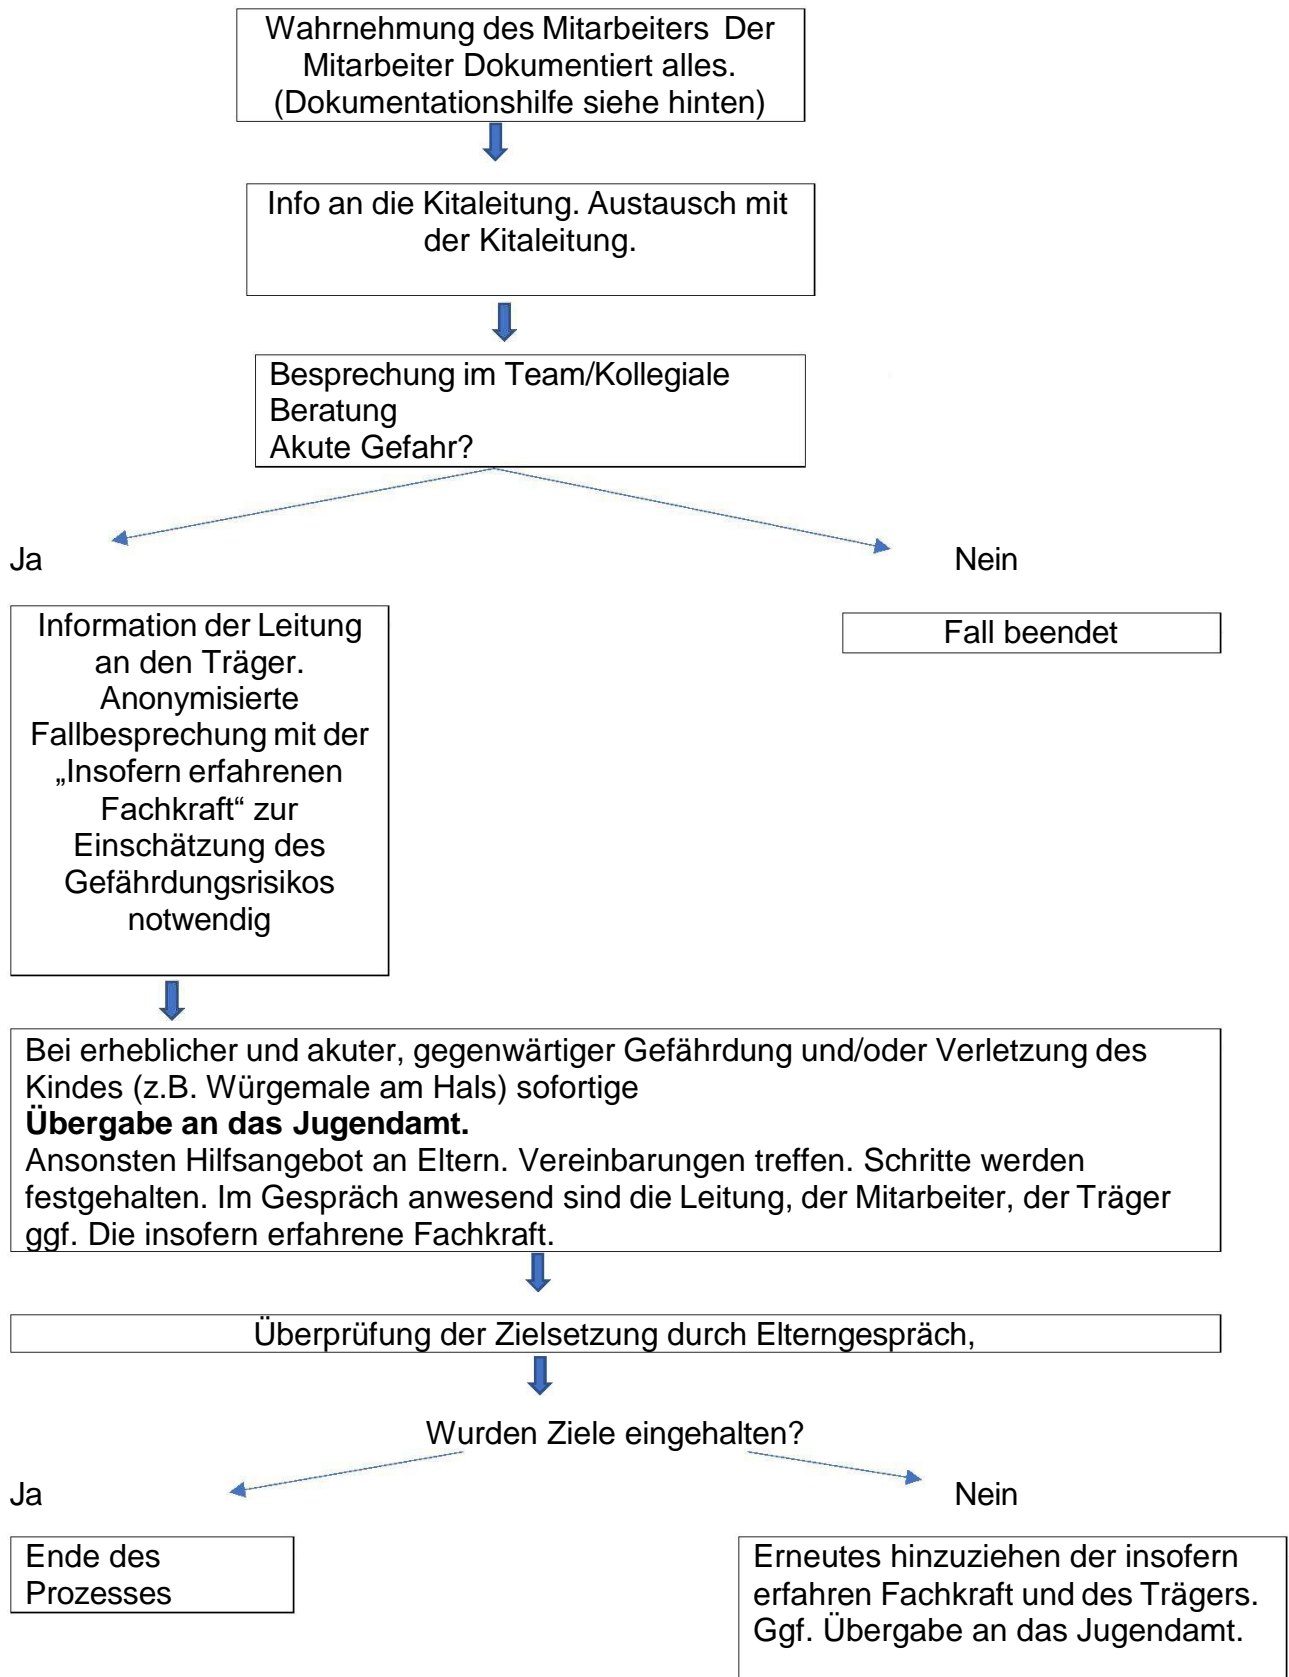 Wahrnehmung des Mitarbeiters Der
Mitarbeiter Dokumentiert alles.
(Dokumentationshilfe siehe hinten)
Info an die Kitaleitung. Austausch mit
der Kitaleitung.
Besprechung im Team/Kollegiale
Beratung
Akute Gefahr?
Ja
Nein
Information der Leitung
an den Träger.
Anonymisierte
Fallbesprechung mit der
„Insofern erfahrenen
Fachkraft“ zur
Einschätzung des
Gefährdungsrisikos
notwendig
Fall beendet
Bei erheblicher und akuter, gegenwärtiger Gefährdung und/oder Verletzung des
Kindes (z.B. Würgemale am Hals) sofortige
Übergabe an das Jugendamt.
Ansonsten Hilfsangebot an Eltern. Vereinbarungen treffen. Schritte werden
festgehalten. Im Gespräch anwesend sind die Leitung, der Mitarbeiter, der Träger
ggf. Die insofern erfahrene Fachkraft.
Überprüfung der Zielsetzung durch Elterngespräch,
Wurden Ziele eingehalten?
Ja
Nein
Ende des
Prozesses
Erneutes hinzuziehen der insofern
erfahren Fachkraft und des Trägers.
Ggf. Übergabe an das Jugendamt.